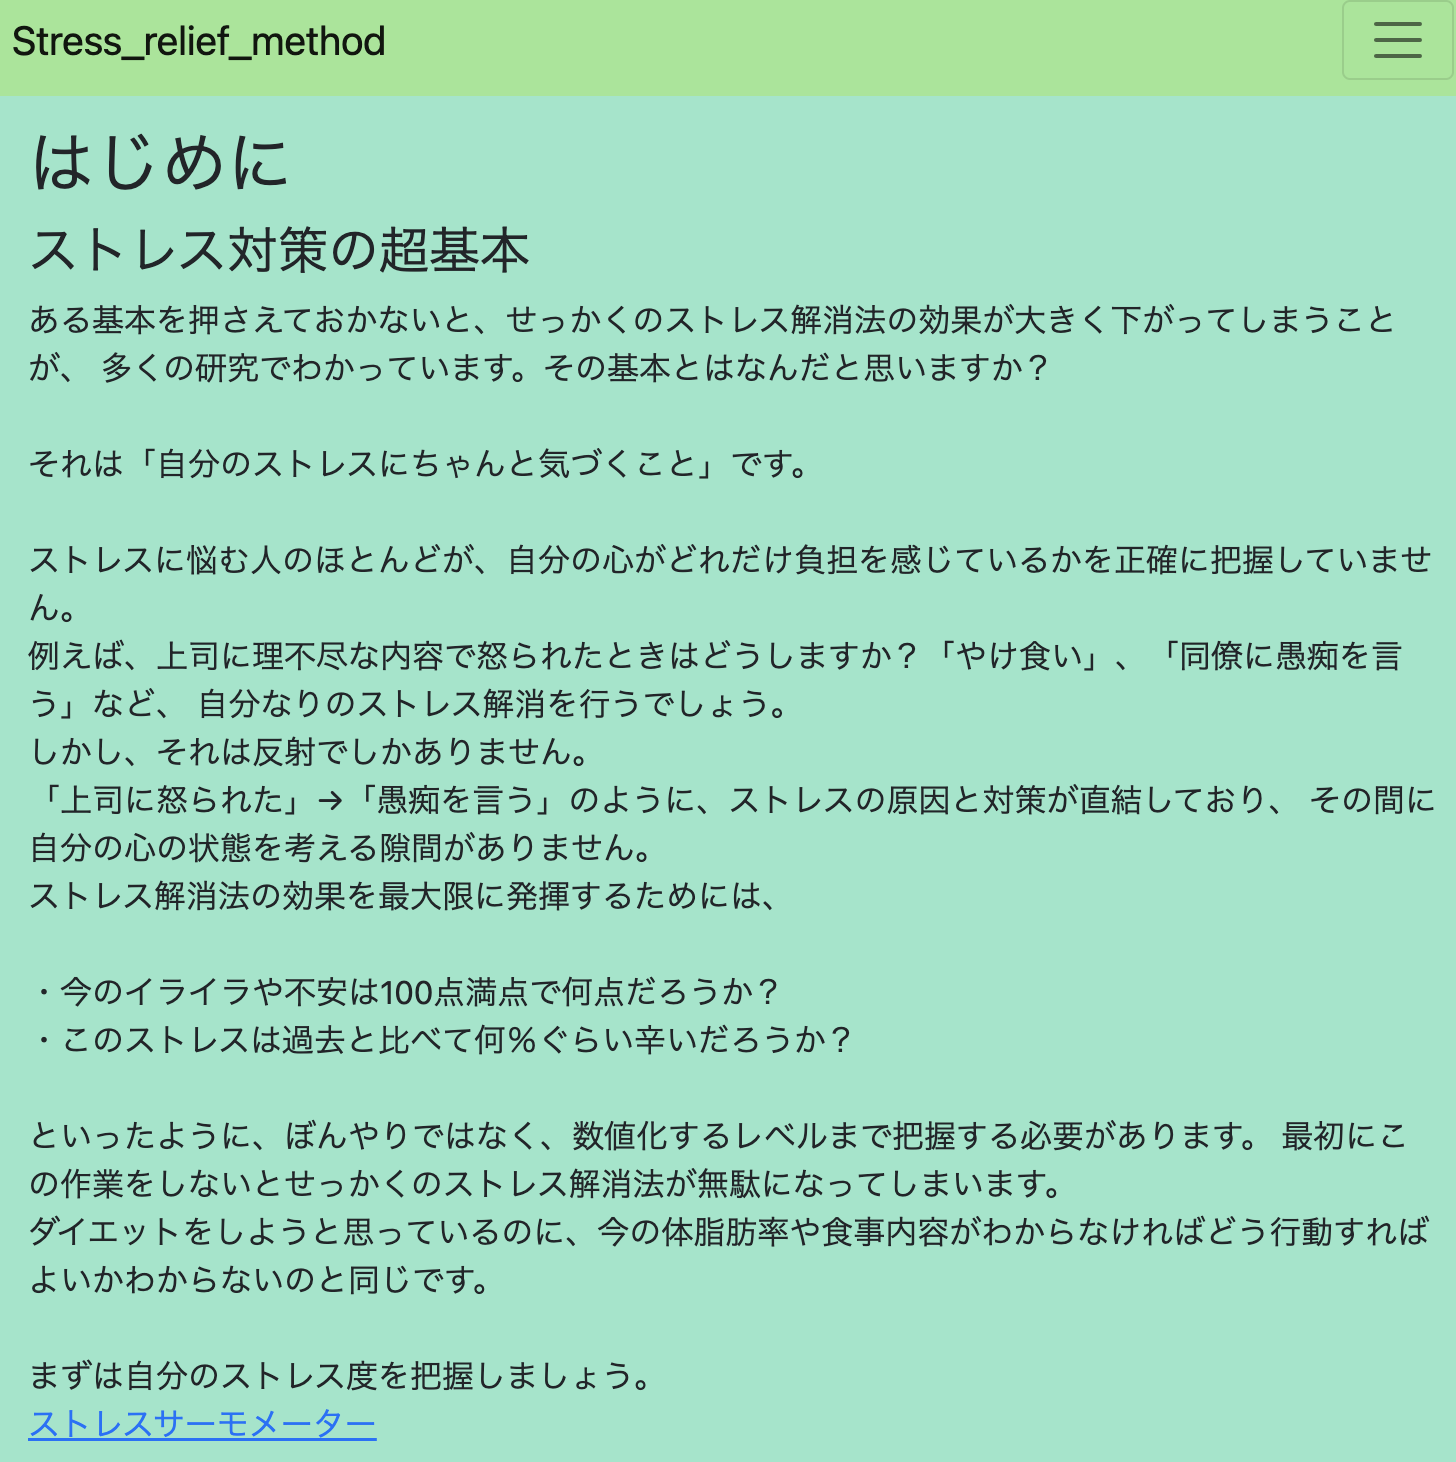 Stress_relief_method
はじめに
ストレス対策の超基本
ある基本を押さえておかないと、せっかくのストレス解消法の効果が大きく下がってしまうこと
が、 多くの研究でわかっています。その基本とはなんだと思いますか？
それは「自分のストレスにちゃんと気づくこと」です。
ストレスに悩む人のほとんどが、自分の心がどれだけ負担を感じているかを正確に把握していませ
ん。
例えば、上司に理不尽な内容で怒られたときはどうしますか？「やけ食い」、「同僚に愚痴を言
う」など、 自分なりのストレス解消を行うでしょう。
しかし、それは反射でしかありません。
「上司に怒られた」→「愚痴を言う」のように、ストレスの原因と対策が直結しており、 その間に
自分の心の状態を考える隙間がありません。
ストレス解消法の効果を最大限に発揮するためには、
・今のイライラや不安は100点満点で何点だろうか？
・このストレスは過去と比べて何％ぐらい辛いだろうか？
といったように、ぼんやりではなく、数値化するレベルまで把握する必要があります。 最初にこ
の作業をしないとせっかくのストレス解消法が無駄になってしまいます。
ダイエットをしようと思っているのに、今の体脂肪率や食事内容がわからなければどう行動すれば
よいかわからないのと同じです。
まずは自分のストレス度を把握しましょう。
ストレスサーモメーター